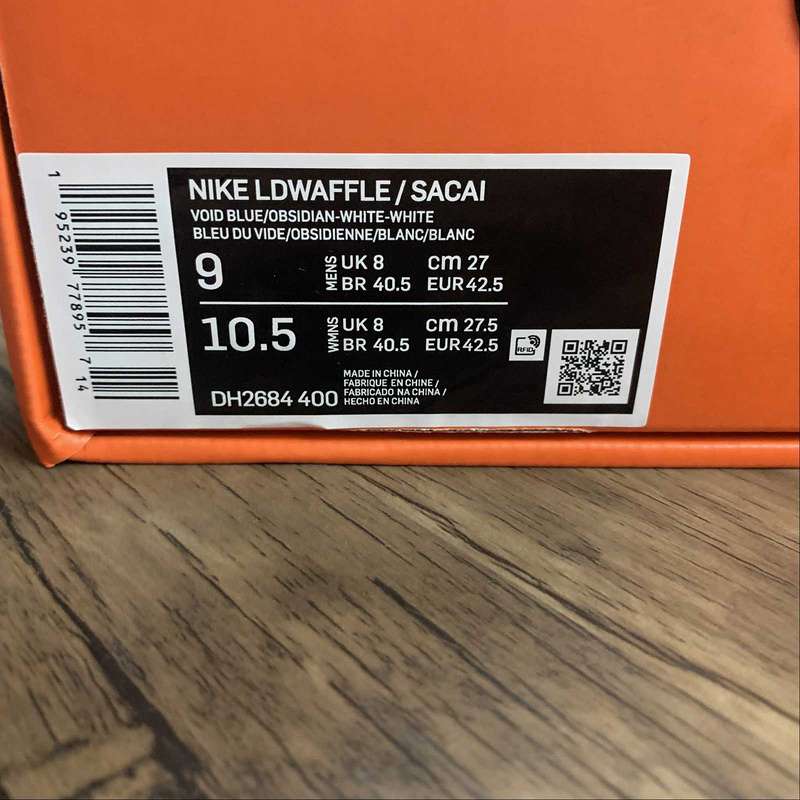 NIKE LDWAFFLE / SACAI
VOID BLUE/OBSIDIAN-WHITE-WHITE
BLEU DU VIDE/OBSIDIENNE/BLANC/BLANC
9 MENS UK 8 cm 27
BR 40.5 EUR 42.5
10.5 WMNS UK 8 cm 27.5
BR 40.5 EUR 42.5
RFID
DH2684 400
MADE IN CHINA /
FABRIQUE EN CHINE /
FABRICADO NA CHINA /
HECHO EN CHINA
1 95239 77895 7 14